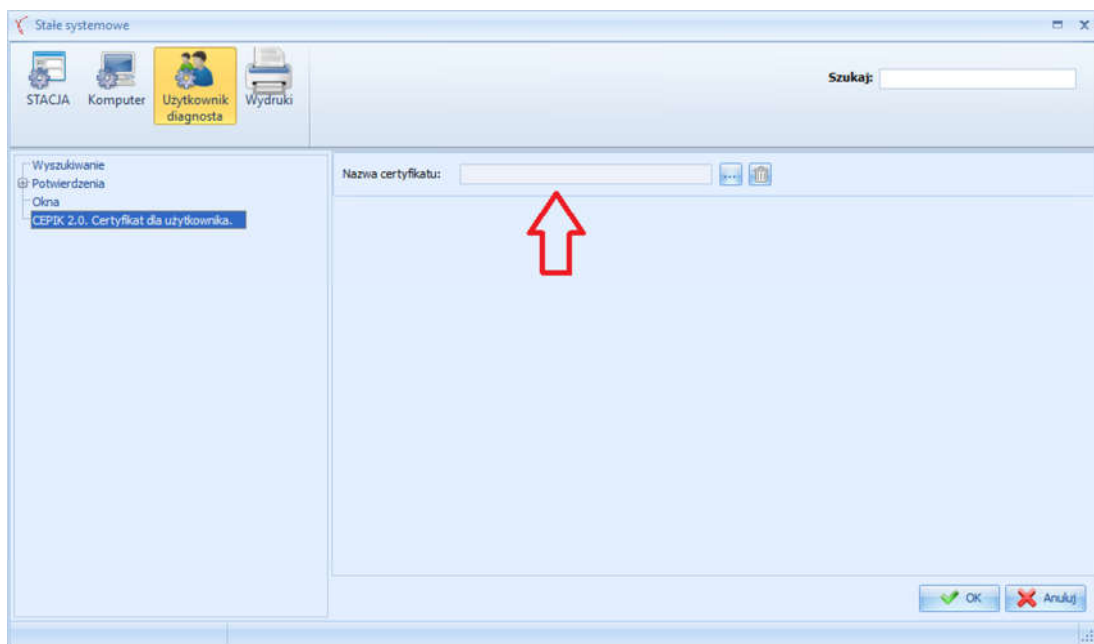 Stałe systemowe
STACJA
Komputer
Użytkownik
diagnosta
Wydruki
Szukaj:
Wyszukiwanie
Potwierdzenia
Okna
CEPIK 2.0. Certyfikat dla użytkownika.
Nazwa certyfikatu:
...
OK
Anuluj